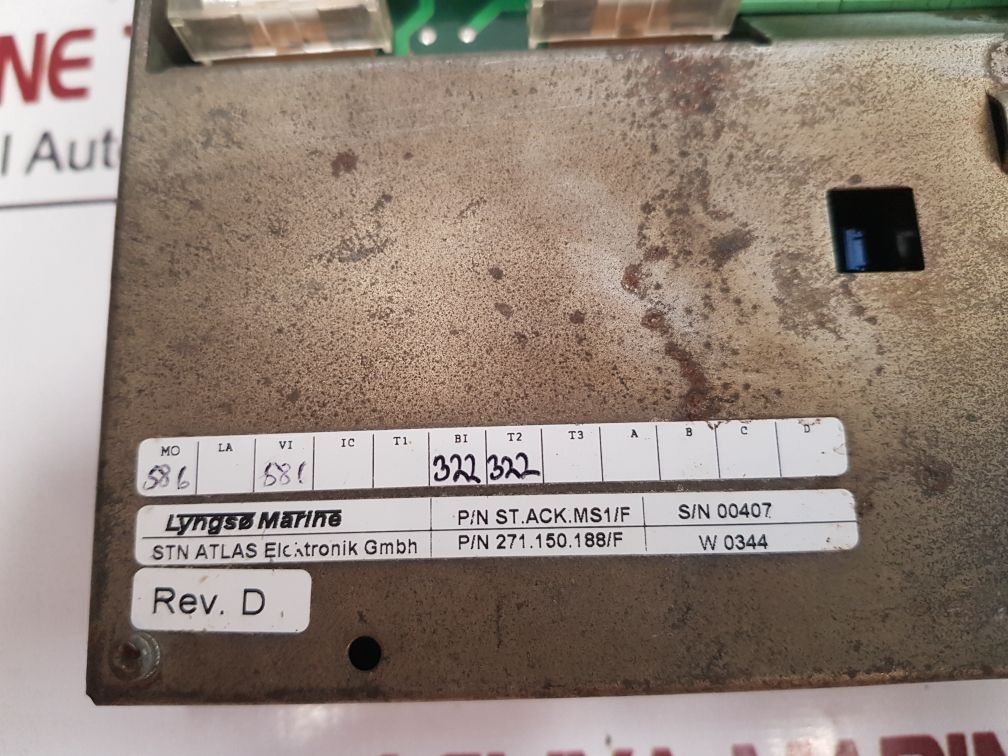 NE
l Aut
MO LA VI IC T1 BI T2 T3 A B C D
586 581 322 322
Lyngsø Marine P/N ST.ACK.MS1/F S/N 00407
STN ATLAS Elektronik Gmbh P/N 271.150.188/F W 0344
Rev. D
MARIN